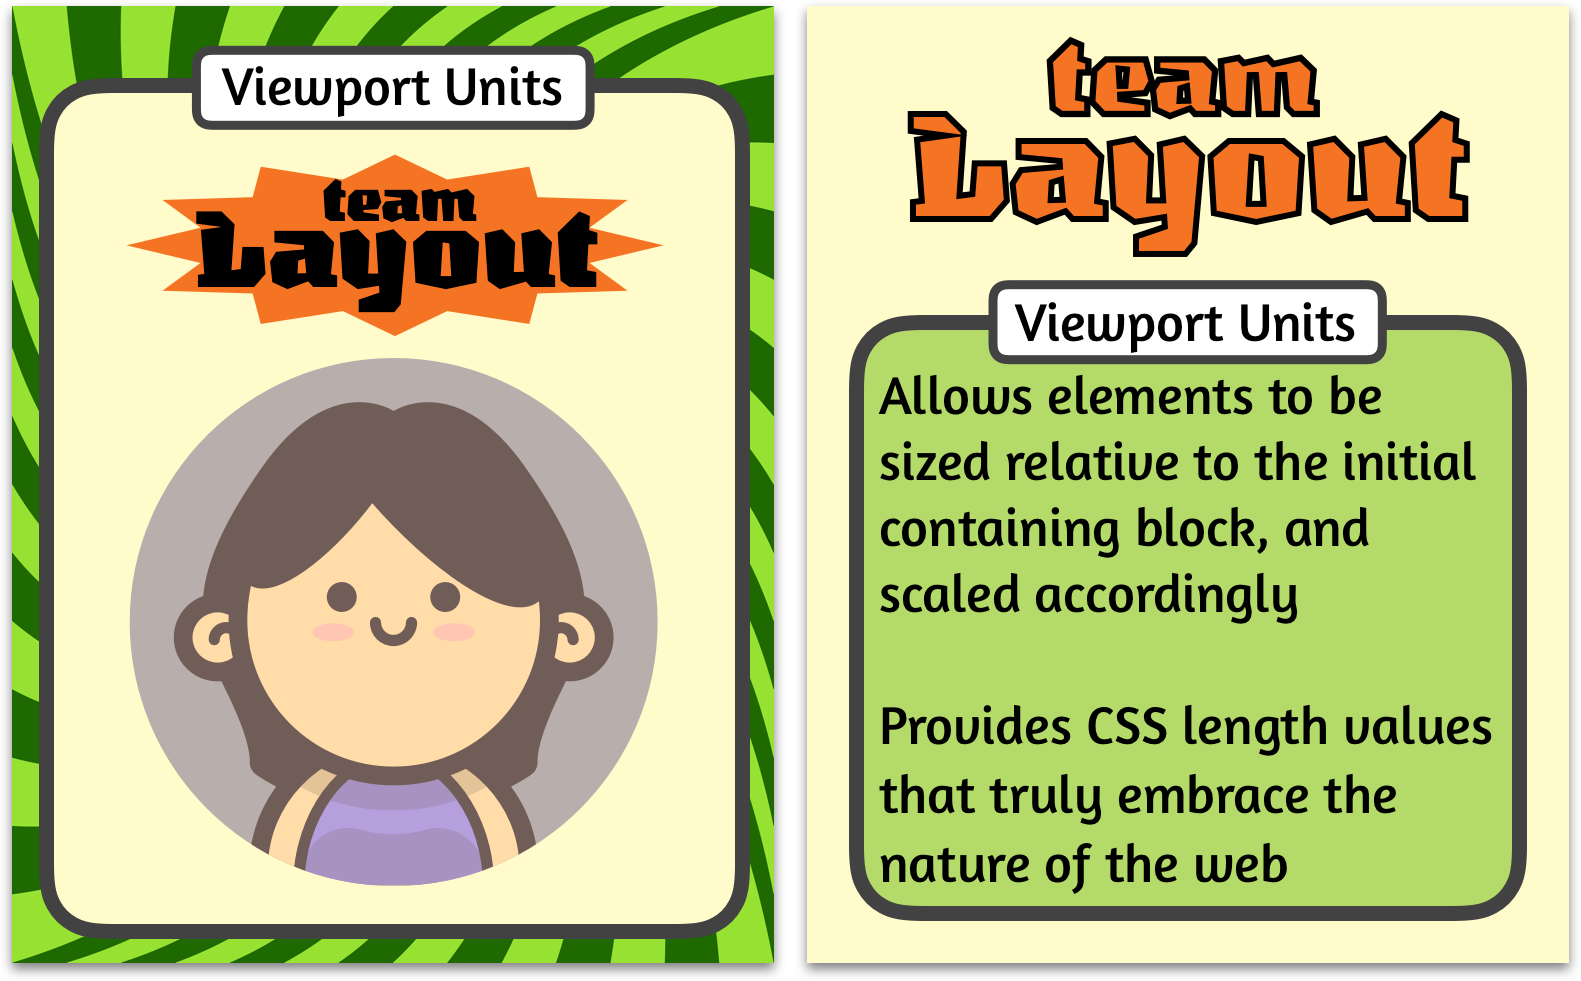 Viewport Units
team
Layout
team
Layout
Viewport Units
Allows elements to be
sized relative to the initial
containing block, and
scaled accordingly
Provides CSS length values
that truly embrace the
nature of the web